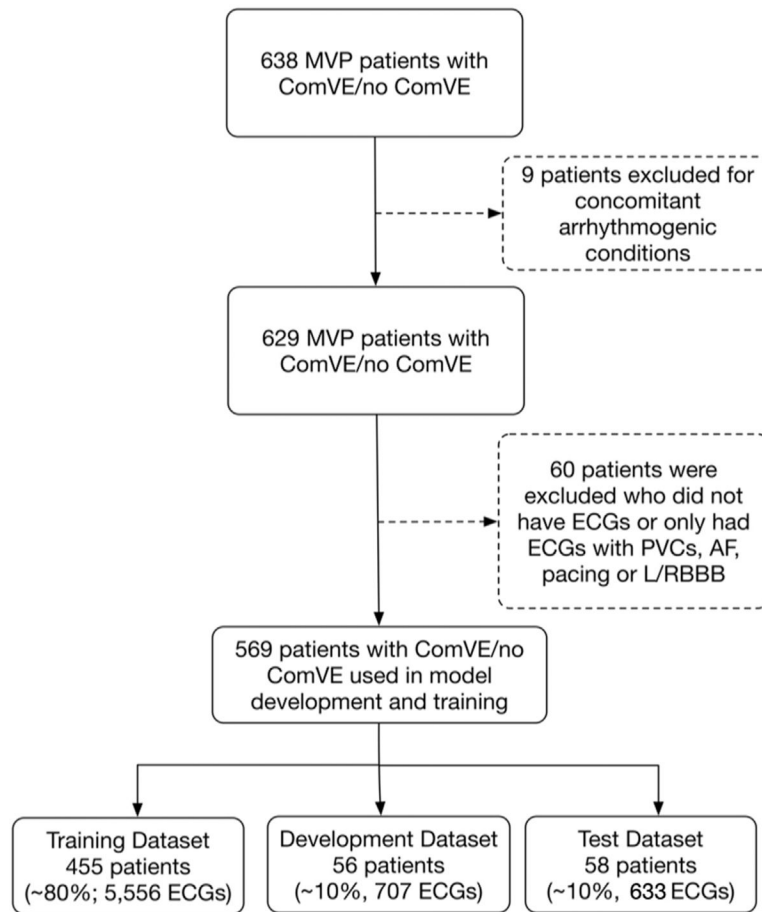 638 MVP patients with
ComVE/no ComVE
9 patients excluded for
concomitant
arrhythmogenic
conditions
629 MVP patients with
ComVE/no ComVE
60 patients were
excluded who did not
have ECGs or only had
ECGs with PVCs, AF,
pacing or L/RBBB
569 patients with ComVE/no
ComVE used in model
development and training
Training Dataset
455 patients
(~80%; 5,556 ECGs)
Development Dataset
56 patients
(~10%, 707 ECGs)
Test Dataset
58 patients
(~10%, 633 ECGs)